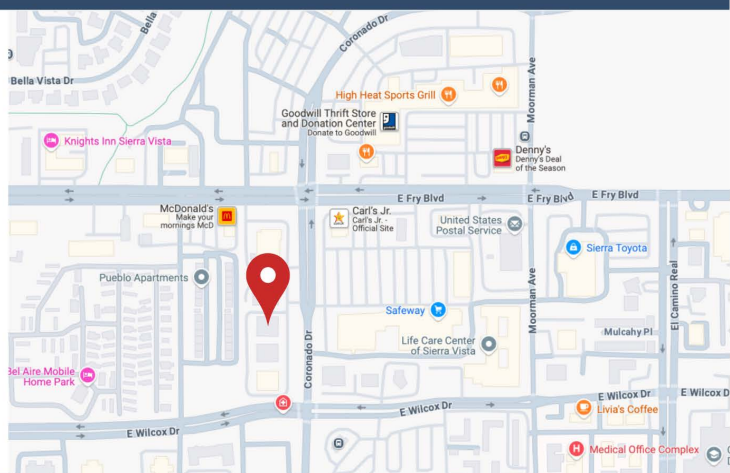 Bella
Coronado Dr
Bella Vista Dr
Moorman Ave
High Heat Sports Grill
Goodwill Thrift Store
and Donation Center
Donate to Goodwill
Knights Inn Sierra Vista
Denny's
Denny's Deal
of the Season
E Fry Blvd
E Fry Blvd
E Fry Blvd
McDonald's
Make your
mornings McD
Carl's Jr.
Carl's Jr. -
Official Site
United States
Postal Service
Sierra Toyota
Pueblo Apartments
El Camino Real
Moorman Ave
Safeway
Coronado Dr
Mulcahy Pl
Life Care Center
of Sierra Vista
Bel Aire Mobile
Home Park
E Wilcox Dr
E Wilcox D
E Wilcox Dr
E Wilcox Dr
Livia's Coffee
H
Medical Office Complex